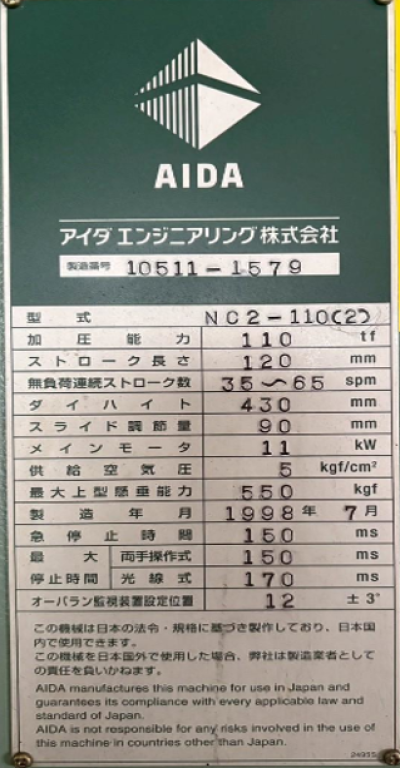 AIDA
アイダエンジニアリング株式会社
製造番号 10511-1579
型式 NC2-110(2)
加圧能力 110 tf
ストローク長さ 120 mm
無負荷連続ストローク数 35〜65 spm
ダイハイト 430 mm
スライド調節量 90 mm
メインモータ 11 kW
供給空気圧 5 kgf/cm²
最大上型懸垂能力 550 kgf
製造年月 1998年 7月
急停止時間 150 ms
最大停止時間 両手操作式 150 ms
光線式 170 ms
オーバラン監視装置設定位置 12 ±3°
この機械は日本の法令・規格に基づき製作しており、日本国
内で使用できます。
この機械を日本国外で使用した場合、弊社は製造業者として
の責任を負いかねます。
AIDA manufactures this machine for use in Japan and
guarantees its compliance with every applicable law and
standard of Japan.
AIDA is not responsible for any risks involved in the use of
this machine in countries other than Japan.